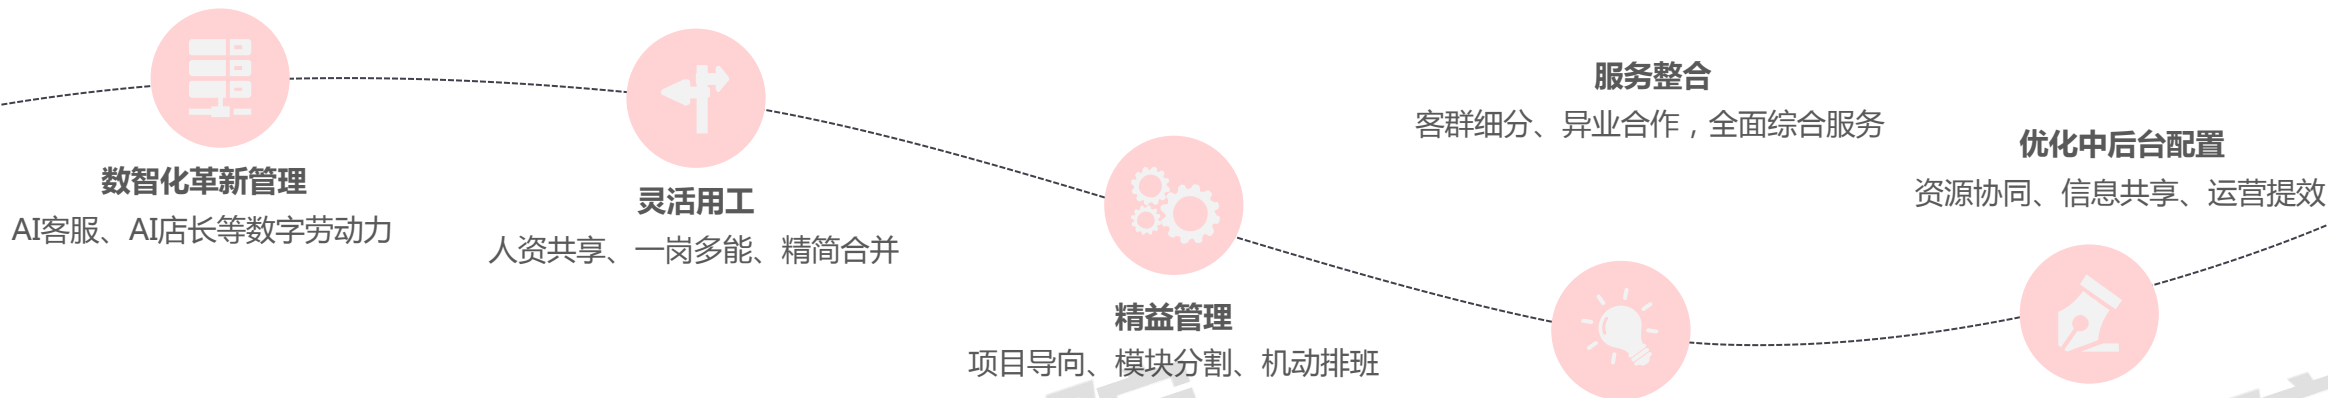 数智化革新管理
AI客服、AI店长等数字劳动力
灵活用工
人资共享、一岗多能、精简合并
精益管理
项目导向、模块分割、机动排班
服务整合
客群细分、异业合作，全面综合服务
优化中后台配置
资源协同、信息共享、运营提效